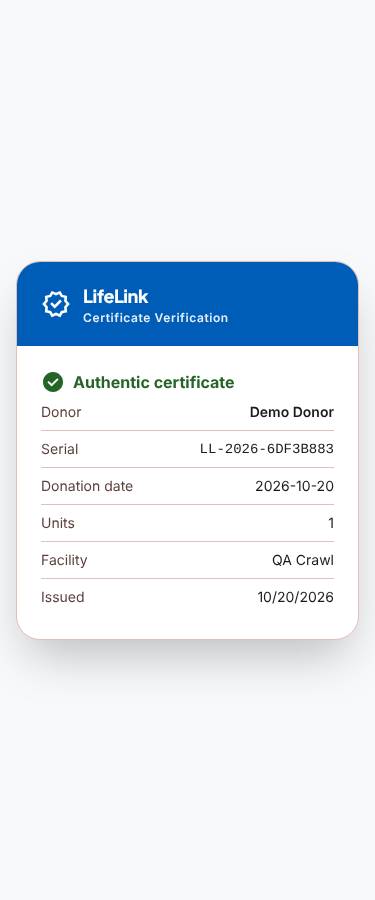 LifeLink
Certificate Verification
Authentic certificate
Donor Demo Donor
Serial LL-2026-6DF3B883
Donation date 2026-10-20
Units 1
Facility QA Crawl
Issued 10/20/2026